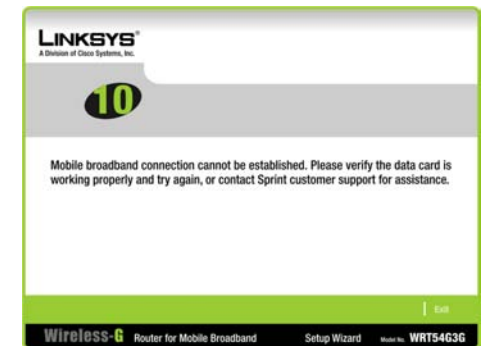 LINKSYS®
A Division of Cisco Systems, Inc.
10
Mobile broadband connection cannot be established. Please verify the data card is
working properly and try again, or contact Sprint customer support for assistance.
Exit
Wireless-G Router for Mobile Broadband Setup Wizard Model No. WRT54G3G